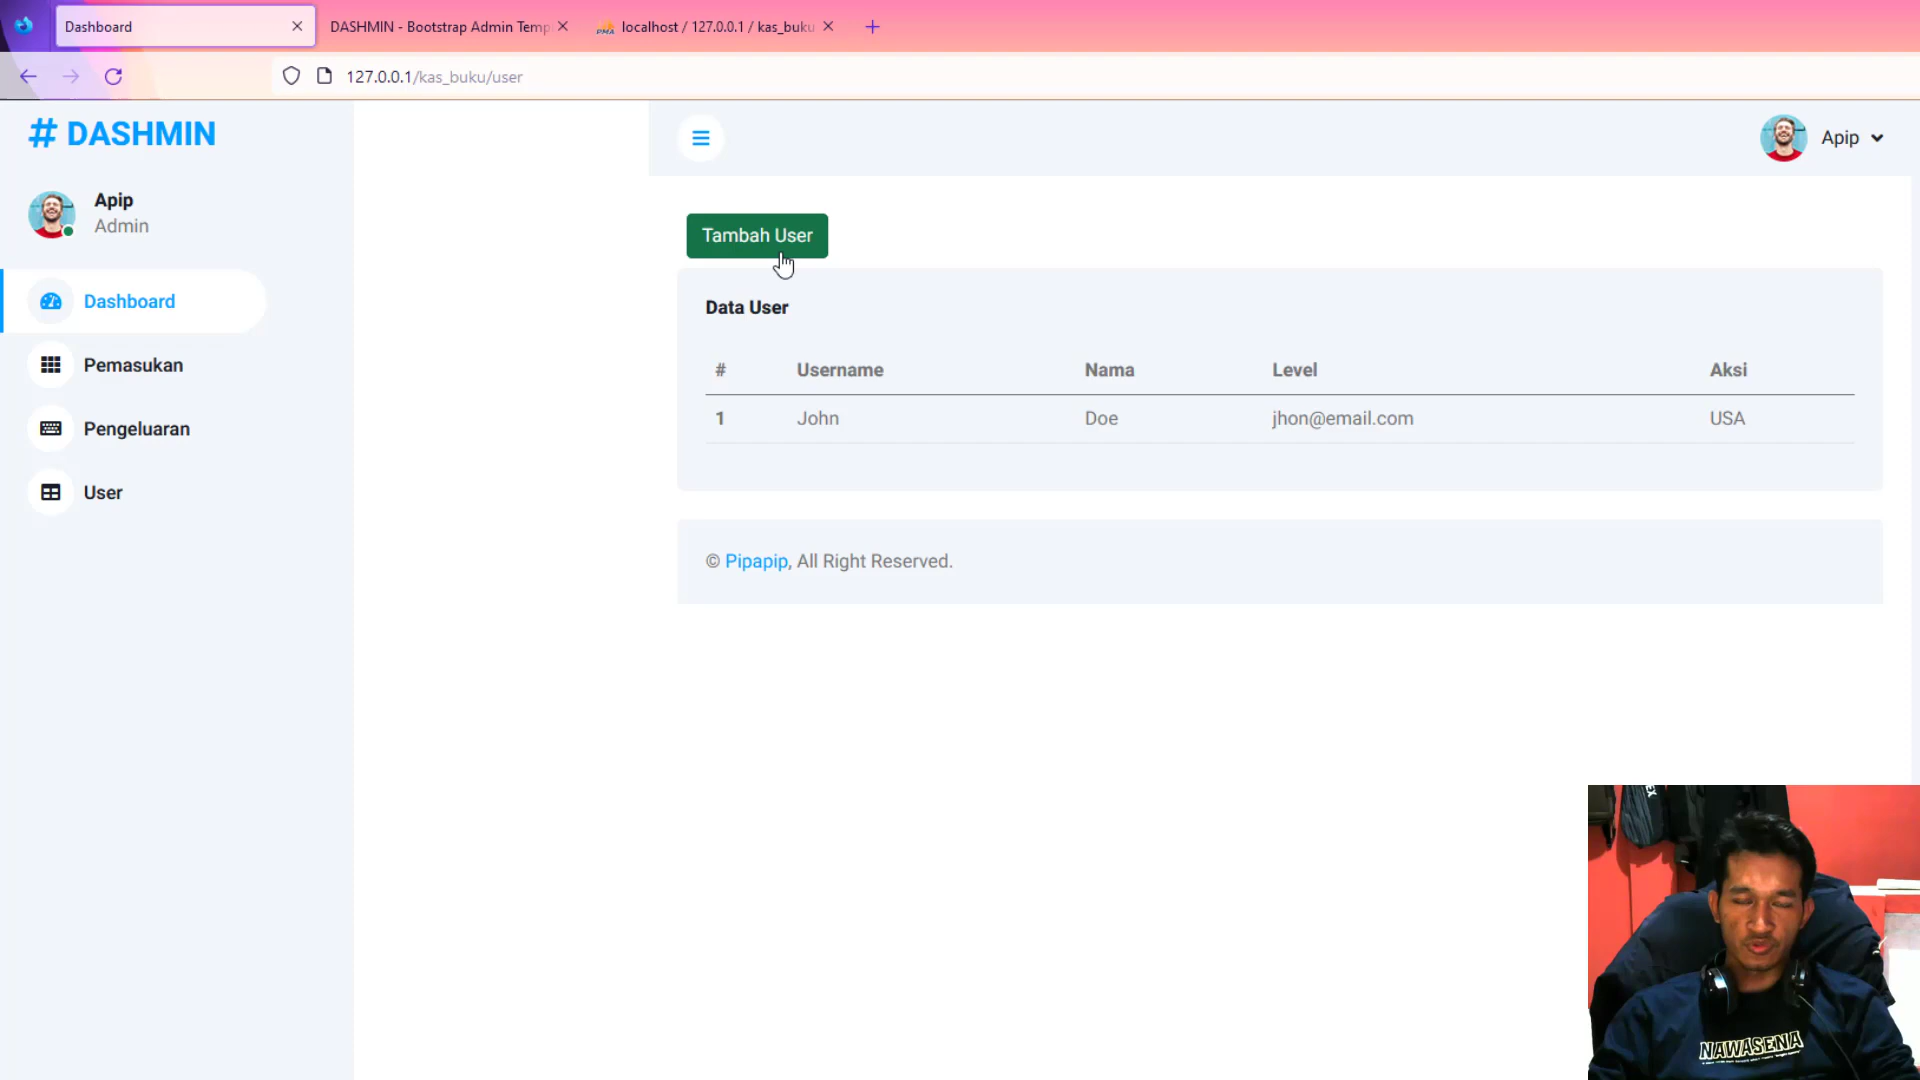 Dashboard
DASHMIN - Bootstrap Admin Temp
PMA localhost / 127.0.0.1 / kas_buku
127.0.0.1/kas_buku/user
# DASHMIN
Apip
Apip
Admin
Tambah User
Dashboard
Data User
Pemasukan
# Username Nama Level Aksi
1 John Doe jhon@email.com USA
Pengeluaran
User
© Pipapip, All Right Reserved.
NAWASENA